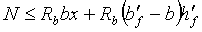 N ≤ R_b bx + R_b (b'_f − b) h'_f